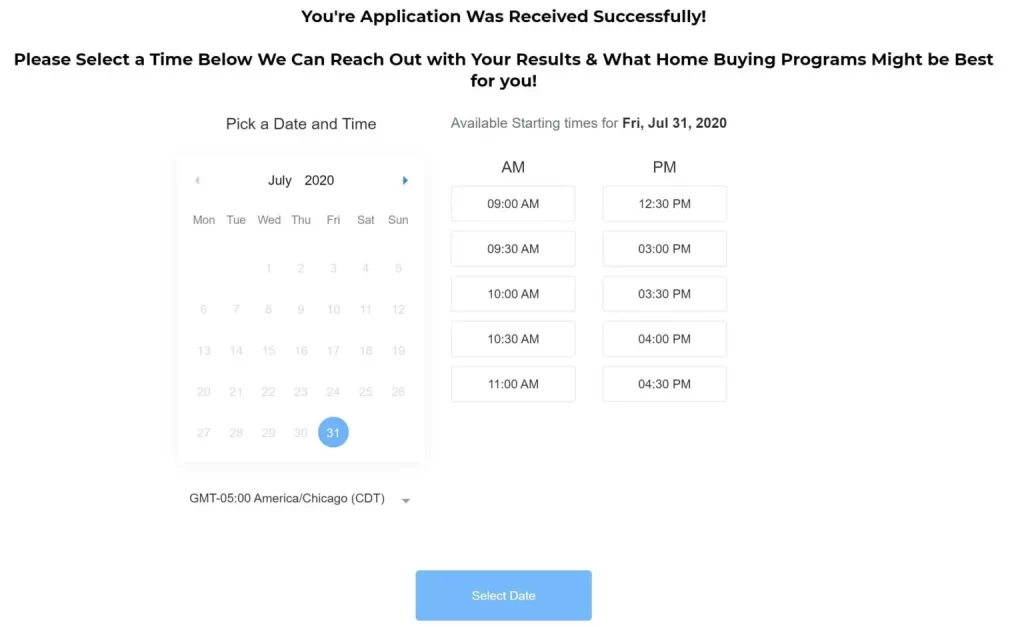 You're Application Was Received Successfully!
Please Select a Time Below We Can Reach Out with Your Results & What Home Buying Programs Might be Best
for you!
Pick a Date and Time
July 2020
Mon Tue Wed Thu Fri Sat Sun
1 2 3 4 5
6 7 8 9 10 11 12
13 14 15 16 17 18 19
20 21 22 23 24 25 26
27 28 29 30 31
GMT-05:00 America/Chicago (CDT)
Available Starting times for Fri, Jul 31, 2020
AM PM
09:00 AM 12:30 PM
09:30 AM 03:00 PM
10:00 AM 03:30 PM
10:30 AM 04:00 PM
11:00 AM 04:30 PM
Select Date